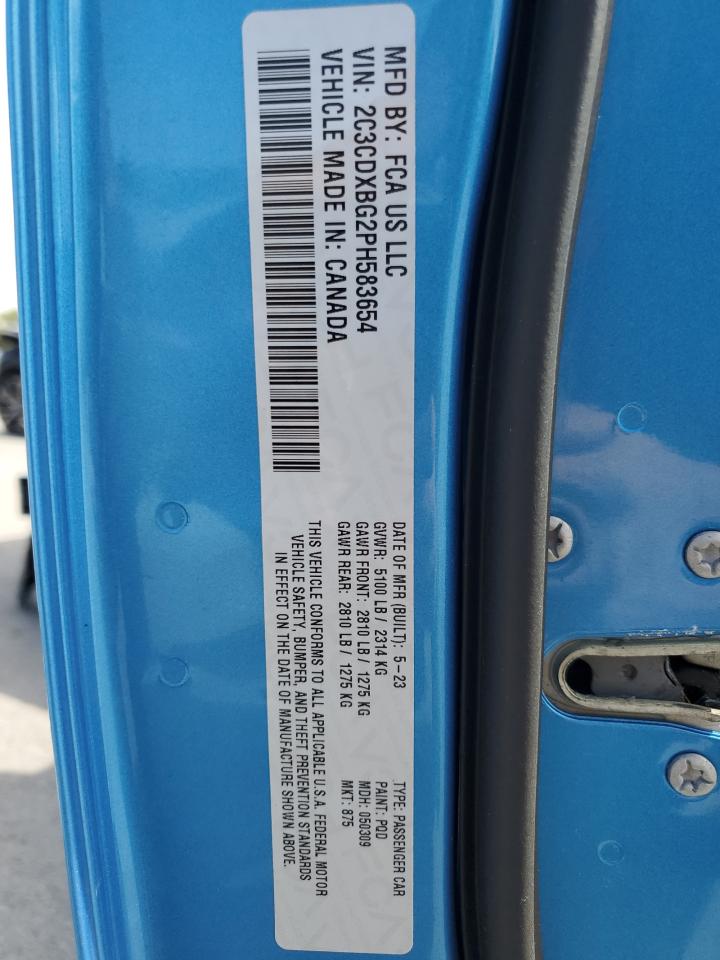 MFD BY: FCA US LLC
VIN: 2C3CDXBG2PH583654
VEHICLE MADE IN: CANADA
DATE OF MFR (BUILT): 5-23
GVWR: 5100 LB / 2314 KG
GAWR FRONT: 2810 LB / 1275 KG
GAWR REAR: 2810 LB / 1275 KG
THIS VEHICLE CONFORMS TO ALL APPLICABLE U.S.A. FEDERAL MOTOR
VEHICLE SAFETY, BUMPER, AND THEFT PREVENTION STANDARDS
IN EFFECT ON THE DATE OF MANUFACTURE SHOWN ABOVE.
TYPE: PASSENGER CAR
PAINT: PQD
MDH: 050309
MKT: 875